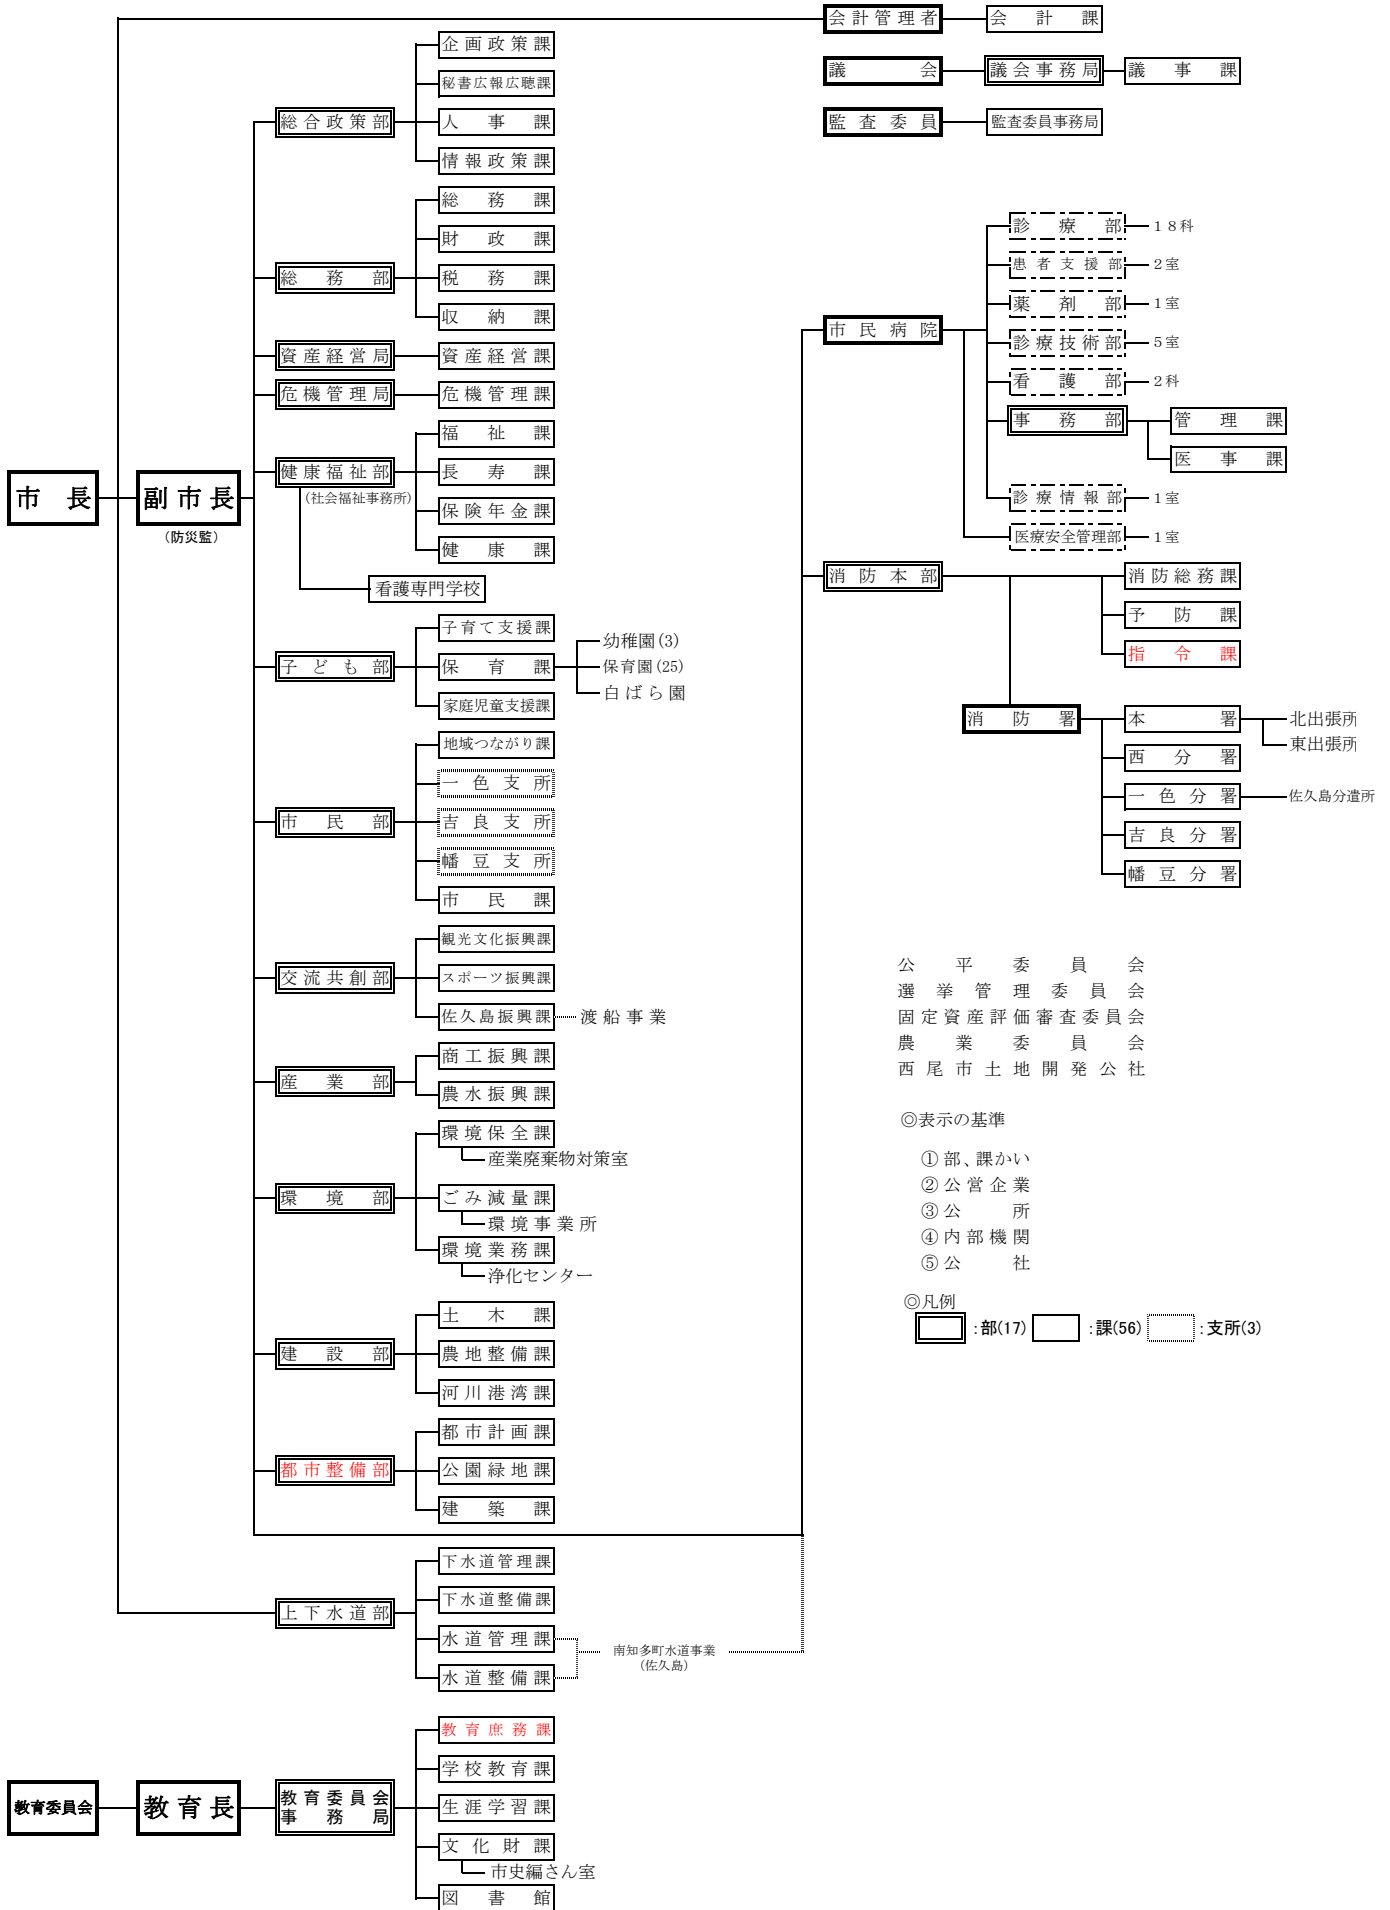 会計管理者
会計課
議会
議会事務局
議事課
監査委員
監査委員事務局
市長
副市長
(防災監)
総合政策部
企画政策課
秘書広報広聴課
人事課
情報政策課
総務部
総務課
財政課
税務課
収納課
資産経営局
資産経営課
危機管理局
危機管理課
健康福祉部
(社会福祉事務所)
福祉課
長寿課
保険年金課
健康課
看護専門学校
子ども部
子育て支援課
保育課
幼稚園(3)
保育園(25)
白ばら園
家庭児童支援課
市民部
地域つながり課
一色支所
吉良支所
幡豆支所
市民課
交流共創部
観光文化振興課
スポーツ振興課
佐久島振興課
渡船事業
産業部
商工振興課
農水振興課
環境部
環境保全課
産業廃棄物対策室
ごみ減量課
環境事業所
環境業務課
浄化センター
建設部
土木課
農地整備課
河川港湾課
都市整備部
都市計画課
公園緑地課
建築課
上下水道部
下水道管理課
下水道整備課
水道管理課
水道整備課
南知多町水道事業
(佐久島)
教育委員会
教育長
教育委員会
事務局
教育庶務課
学校教育課
生涯学習課
文化財課
市史編さん室
図書館
市民病院
診療部
18科
患者支援部
2室
薬剤部
1室
診療技術部
5室
看護部
2科
事務部
管理課
医事課
診療情報部
1室
医療安全管理部
1室
消防本部
消防総務課
予防課
指令課
消防署
本署
北出張所
東出張所
西分署
一色分署
佐久島分遣所
吉良分署
幡豆分署
公平委員会
選挙管理委員会
固定資産評価審査委員会
農業委員会
西尾市土地開発公社
◎表示の基準
①部、課かい
②公営企業
③公所
④内部機関
⑤公社
◎凡例
:部(17) :課(56) :支所(3)